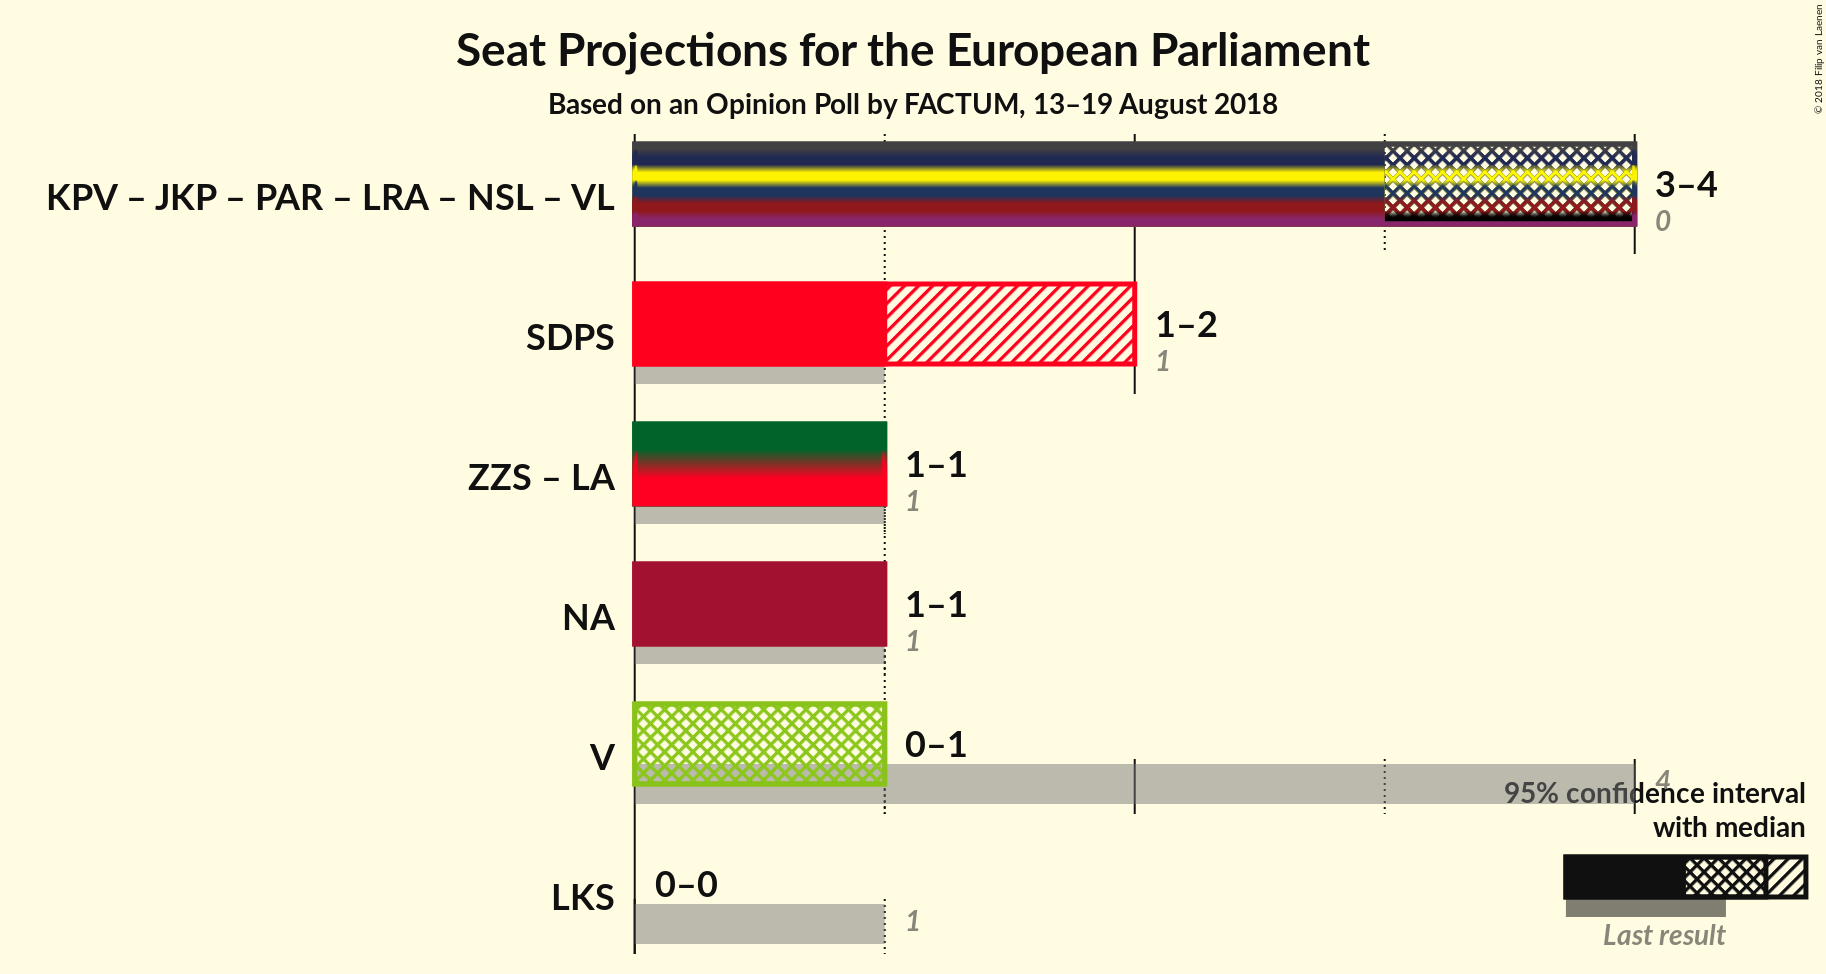 Seat Projections for the European Parliament
Based on an Opinion Poll by FACTUM, 13–19 August 2018
© 2018 Filip van Laenen
KPV – JKP – PAR – LRA – NSL – VL
3–4
0
SDPS
1–2
1
ZZS – LA
1–1
1
NA
1–1
1
V
0–1
4
LKS
0–0
1
95% confidence interval
with median
Last result